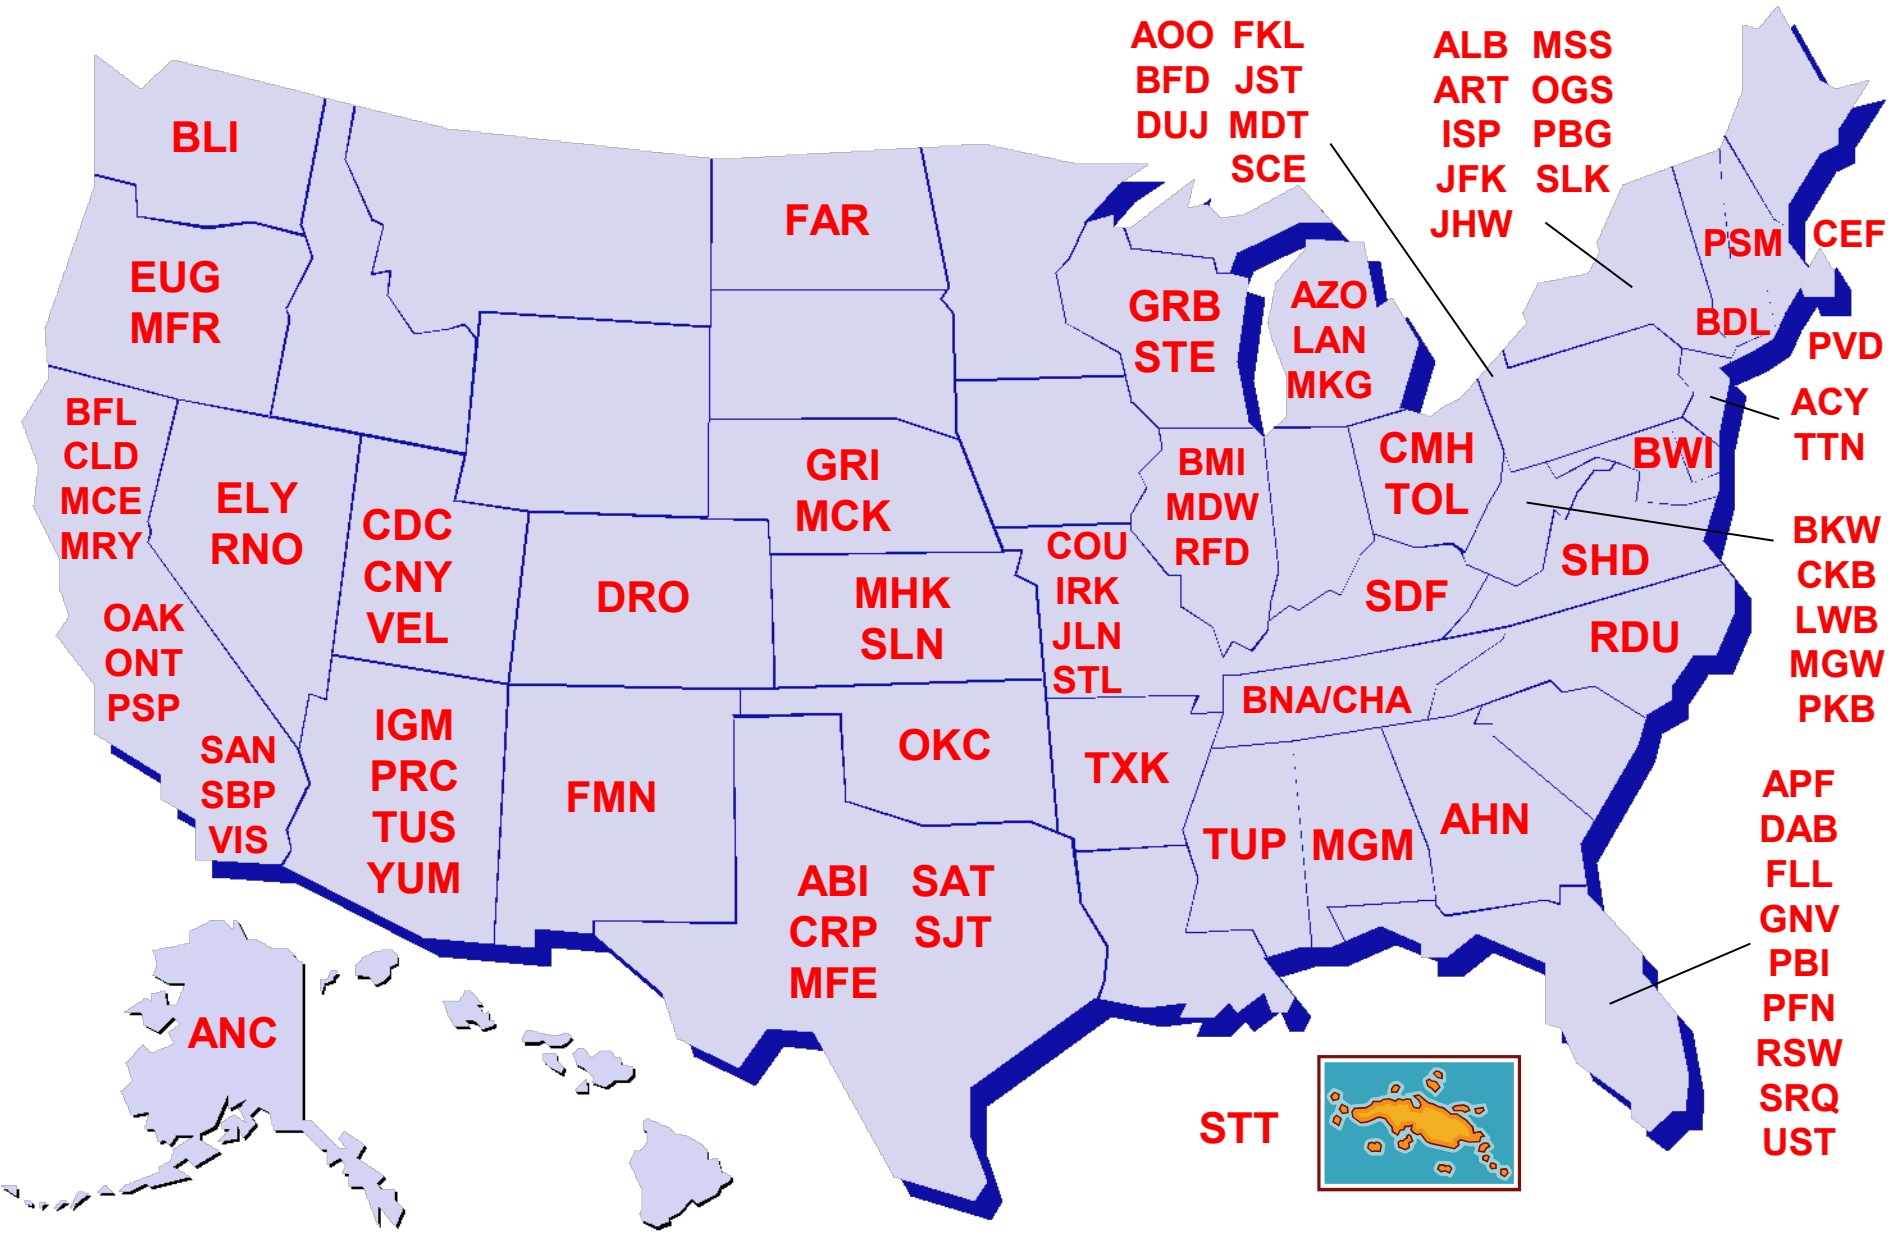 AOO FKL
BFD JST
DUJ MDT
SCE
ALB MSS
ART OGS
ISP PBG
JFK SLK
JHW
BLI
FAR
PSM
CEF
EUG
MFR
GRB
STE
AZO
LAN
MKG
BDL
PVD
ACY
TTN
BFL
CLD
MCE
MRY
ELY
RNO
CDC
CNY
VEL
GRI
MCK
BMI
MDW
RFD
CMH
TOL
BWI
BKW
CKB
LWB
MGW
PKB
OAK
ONT
PSP
DRO
MHK
SLN
COU
IRK
JLN
STL
SDF
SHD
RDU
SAN
SBP
VIS
IGM
PRC
TUS
YUM
FMN
OKC
TXK
BNA/CHA
TUP
MGM
AHN
APF
DAB
FLL
GNV
PBI
PFN
RSW
SRQ
UST
ABI SAT
CRP SJT
MFE
ANC
STT